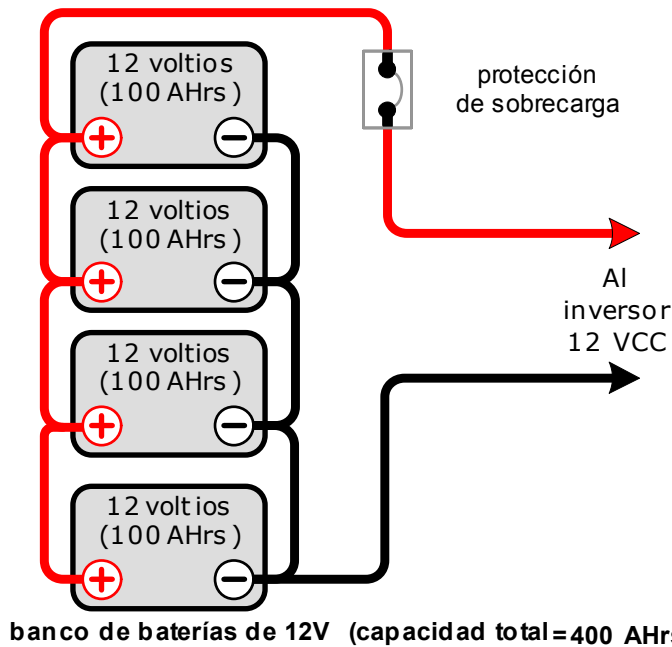 12 voltios
(100 AHrs)
protección
de sobrecarga
+
−
12 voltios
(100 AHrs)
+
−
Al
inversor
12 VCC
12 voltios
(100 AHrs)
+
−
12 voltios
(100 AHrs)
+
−
banco de baterías de 12V (capacidad total = 400 AHrs